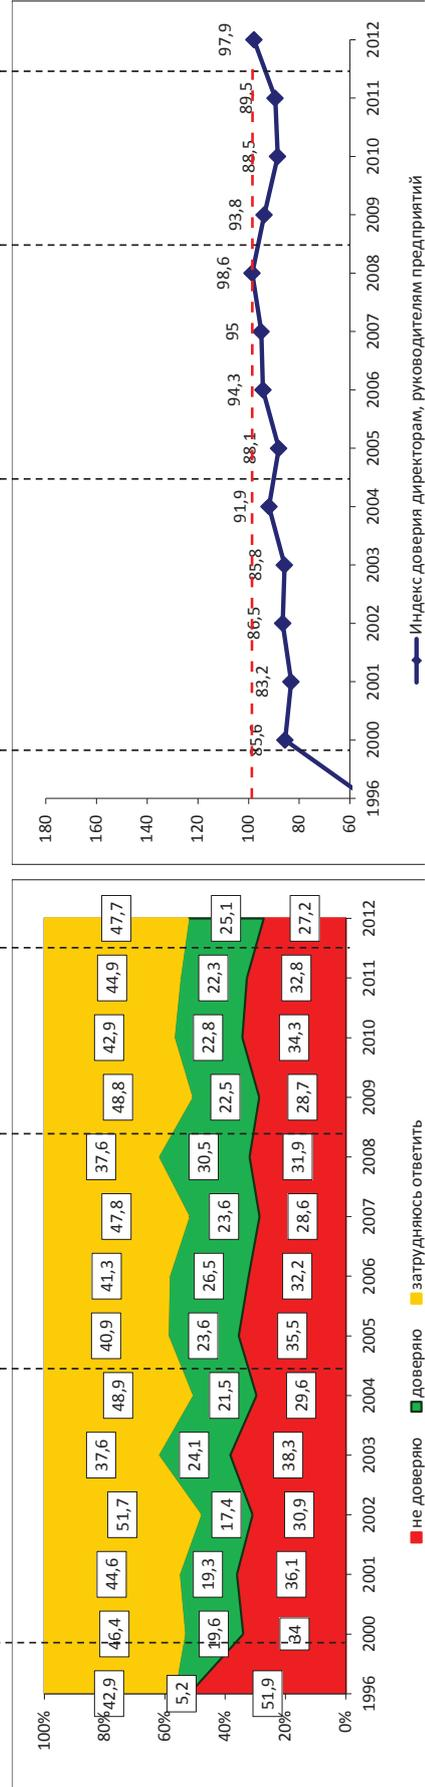 100%
80%
60%
40%
20%
0%
42,9 46,4 44,6 51,7 37,6 48,9 40,9 41,3 47,8 37,6 48,8 42,9 44,9 47,7
5,2 19,6 19,3 17,4 24,1 21,5 23,6 26,5 23,6 30,5 22,5 22,8 22,3 25,1
51,9 34 36,1 30,9 38,3 29,6 35,5 32,2 28,6 31,9 28,7 34,3 32,8 27,2
1996 2000 2001 2002 2003 2004 2005 2006 2007 2008 2009 2010 2011 2012
не доверяю доверяю затрудняюсь ответить
180
160
140
120
100
80
60
85,6 83,2 86,5 85,8 91,9 88,1 94,3 95 98,6 93,8 88,5 89,5 97,9
1996 2000 2001 2002 2003 2004 2005 2006 2007 2008 2009 2010 2011 2012
Индекс доверия директорам, руководителям предприятий